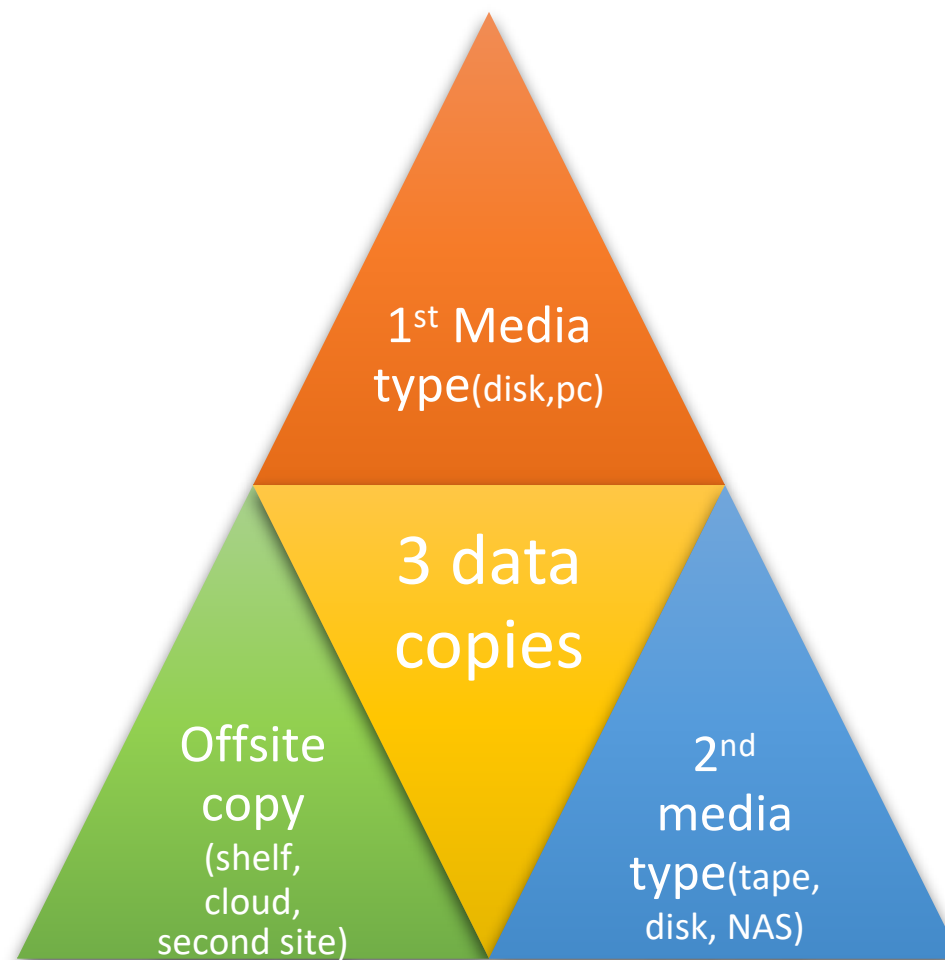 1st Media
type(disk,pc)
3 data
copies
Offsite
copy
(shelf,
cloud,
second site)
2nd
media
type(tape,
disk, NAS)